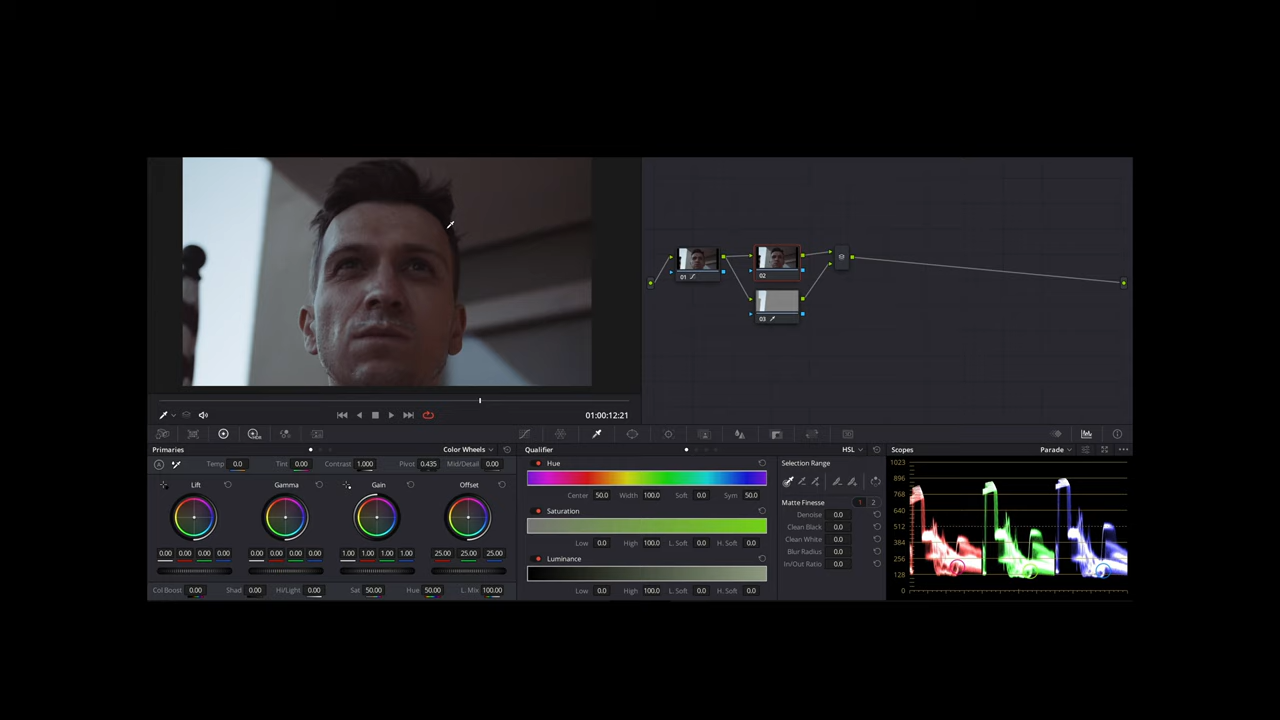 01
02
03
01:00:12:21
HDR
Primaries
Color Wheels
Temp 0.0 Tint 0.00 Contrast 1.000 Pivot 0.435 Mid/Detail 0.00
Lift Gamma Gain Offset
0.00 0.00 0.00 0.00 0.00 0.00 0.00 0.00 1.00 1.00 1.00 1.00 25.00 25.00 25.00
Col Boost 0.00 Shad 0.00 Hi/Light 0.00 Sat 50.00 Hue 50.00 L. Mix 100.00
Qualifier
HSL
Hue
Center 50.0 Width 100.0 Soft 0.0 Sym 50.0
Saturation
Low 0.0 High 100.0 L. Soft 0.0 H. Soft 0.0
Luminance
Low 0.0 High 100.0 L. Soft 0.0 H. Soft 0.0
Selection Range
Matte Finesse 1 2
Denoise 0.0
Clean Black 0.0
Clean White 0.0
Blur Radius 0.0
In/Out Ratio 0.0
Scopes
Parade
1023
896
768
640
512
384
256
128
0